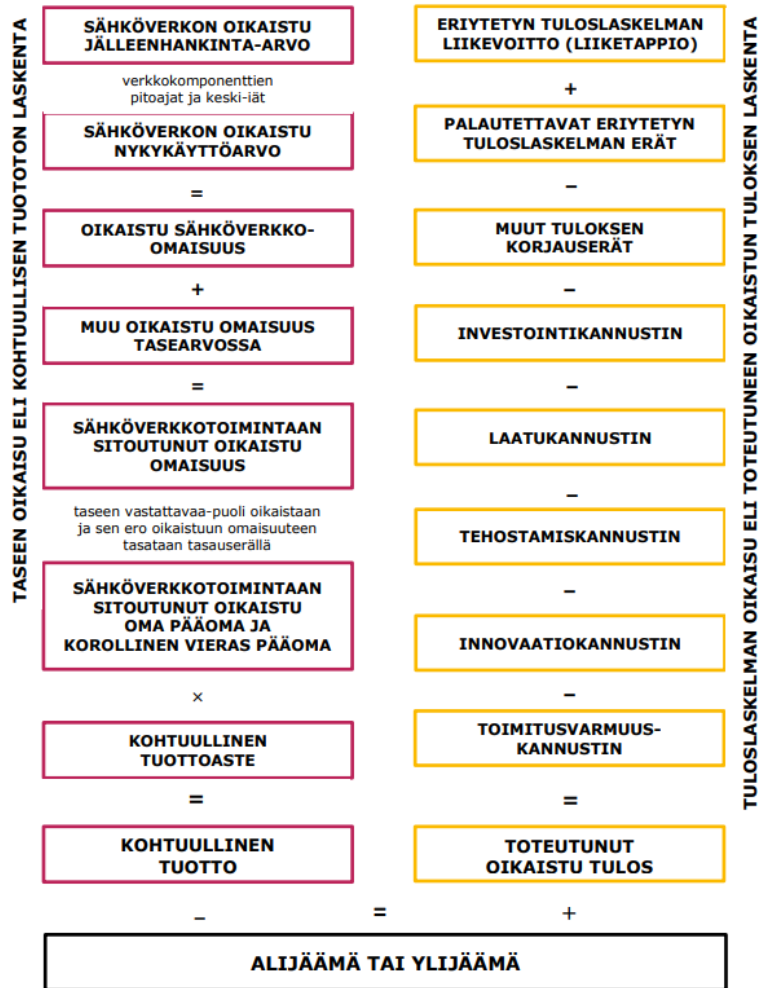 TASEEN OIKAISU ELI KOHTUULLISEN TUOTOTON LASKENTA
SÄHKÖVERKON OIKAISTU
JÄLLEENHANKINTA-ARVO
verkkokomponenttien
pitoajat ja keski-iät
SÄHKÖVERKON OIKAISTU
NYKYKÄYTTÖARVO
=
OIKAISTU SÄHKÖVERKKO-
OMAISUUS
+
MUU OIKAISTU OMAISUUS
TASEARVOSSA
=
SÄHKÖVERKKOTOIMINTAAN
SITOUTUNUT OIKAISTU
OMAISUUS
taseen vastattavaa-puoli oikaistaan
ja sen ero oikaistuun omaisuuteen
tasataan tasauserällä
SÄHKÖVERKKOTOIMINTAAN
SITOUTUNUT OIKAISTU
OMA PÄÄOMA JA
KOROLLINEN VIERAS PÄÄOMA
×
KOHTUULLINEN
TUOTTOASTE
=
KOHTUULLINEN
TUOTTO
ERIYTETYN TULOSLASKELMAN
LIIKEVOITTO (LIIKETAPPIO)
+
PALAUTETTAVAT ERIYTETYN
TULOSLASKELMAN ERÄT
–
MUUT TULOKSEN
KORJAUSERÄT
–
INVESTOINTIKANNUSTIN
–
LAATUKANNUSTIN
–
TEHOSTAMISKANNUSTIN
–
INNOVAATIOKANNUSTIN
–
TOIMITUSVARMUUS-
KANNUSTIN
=
TOTEUTUNUT
OIKAISTU TULOS
TULOSLASKELMAN OIKAISU ELI TOTEUTUNEEN OIKAISTUN TULOKSEN LASKENTA
– = +
ALIJÄÄMÄ TAI YLIJÄÄMÄ